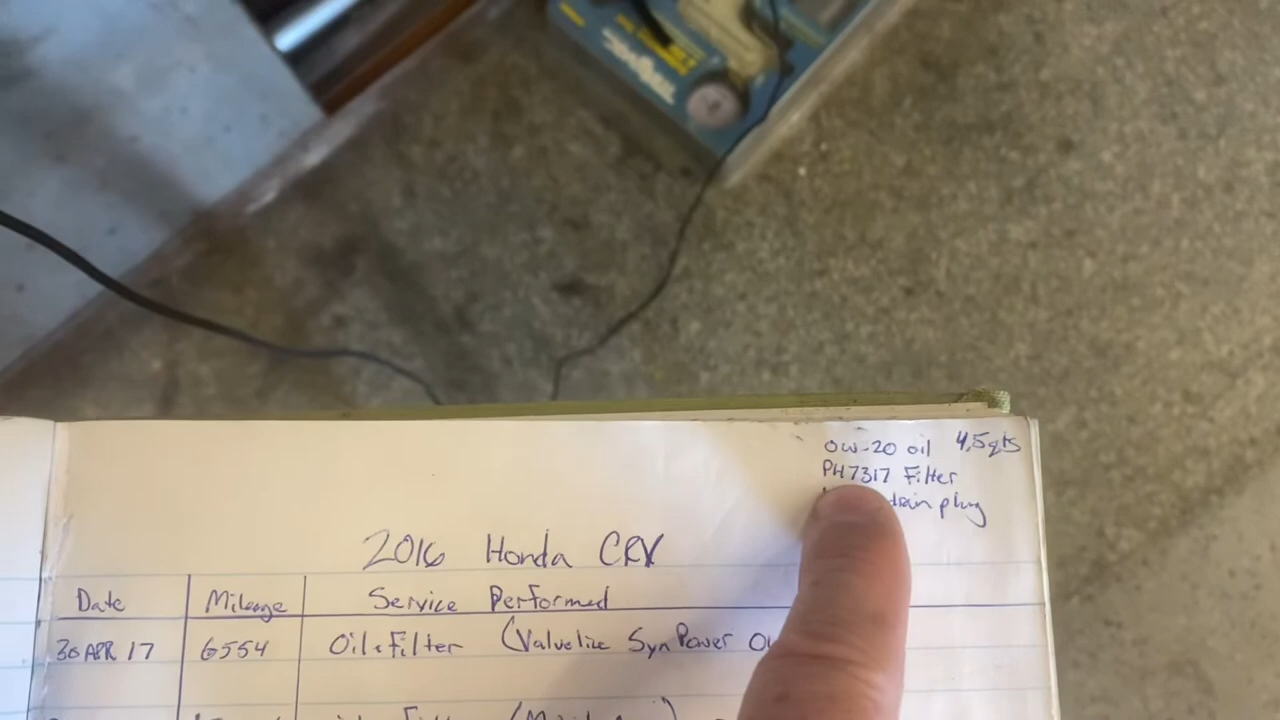 0W-20 oil 4.5qts
PH7317 Filter
drain plug
2016 Honda CRV
Date Mileage Service Performed
30 APR 17 6554 Oil & Filter (Valvoline SynPower